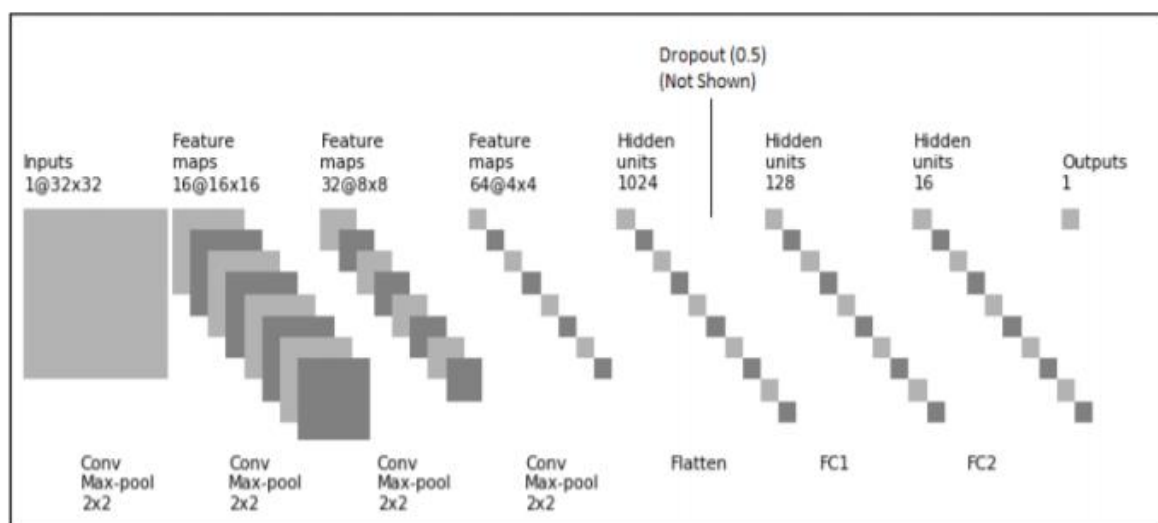 Dropout (0.5)
(Not Shown)
Inputs
1@32x32
Feature
maps
16@16x16
Feature
maps
32@8x8
Feature
maps
64@4x4
Hidden
units
1024
Hidden
units
128
Hidden
units
16
Outputs
1
Conv
Max-pool
2x2
Conv
Max-pool
2x2
Conv
Max-pool
2x2
Conv
Max-pool
2x2
Flatten
FC1
FC2